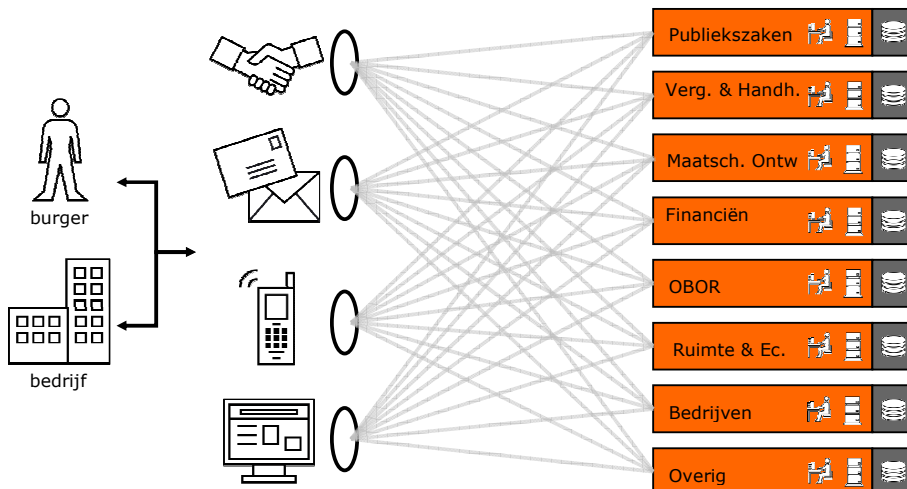 burger
bedrijf
Publiekszaken
Verg. & Handh.
Maatsch. Ontw
Financiën
OBOR
Ruimte & Ec.
Bedrijven
Overig